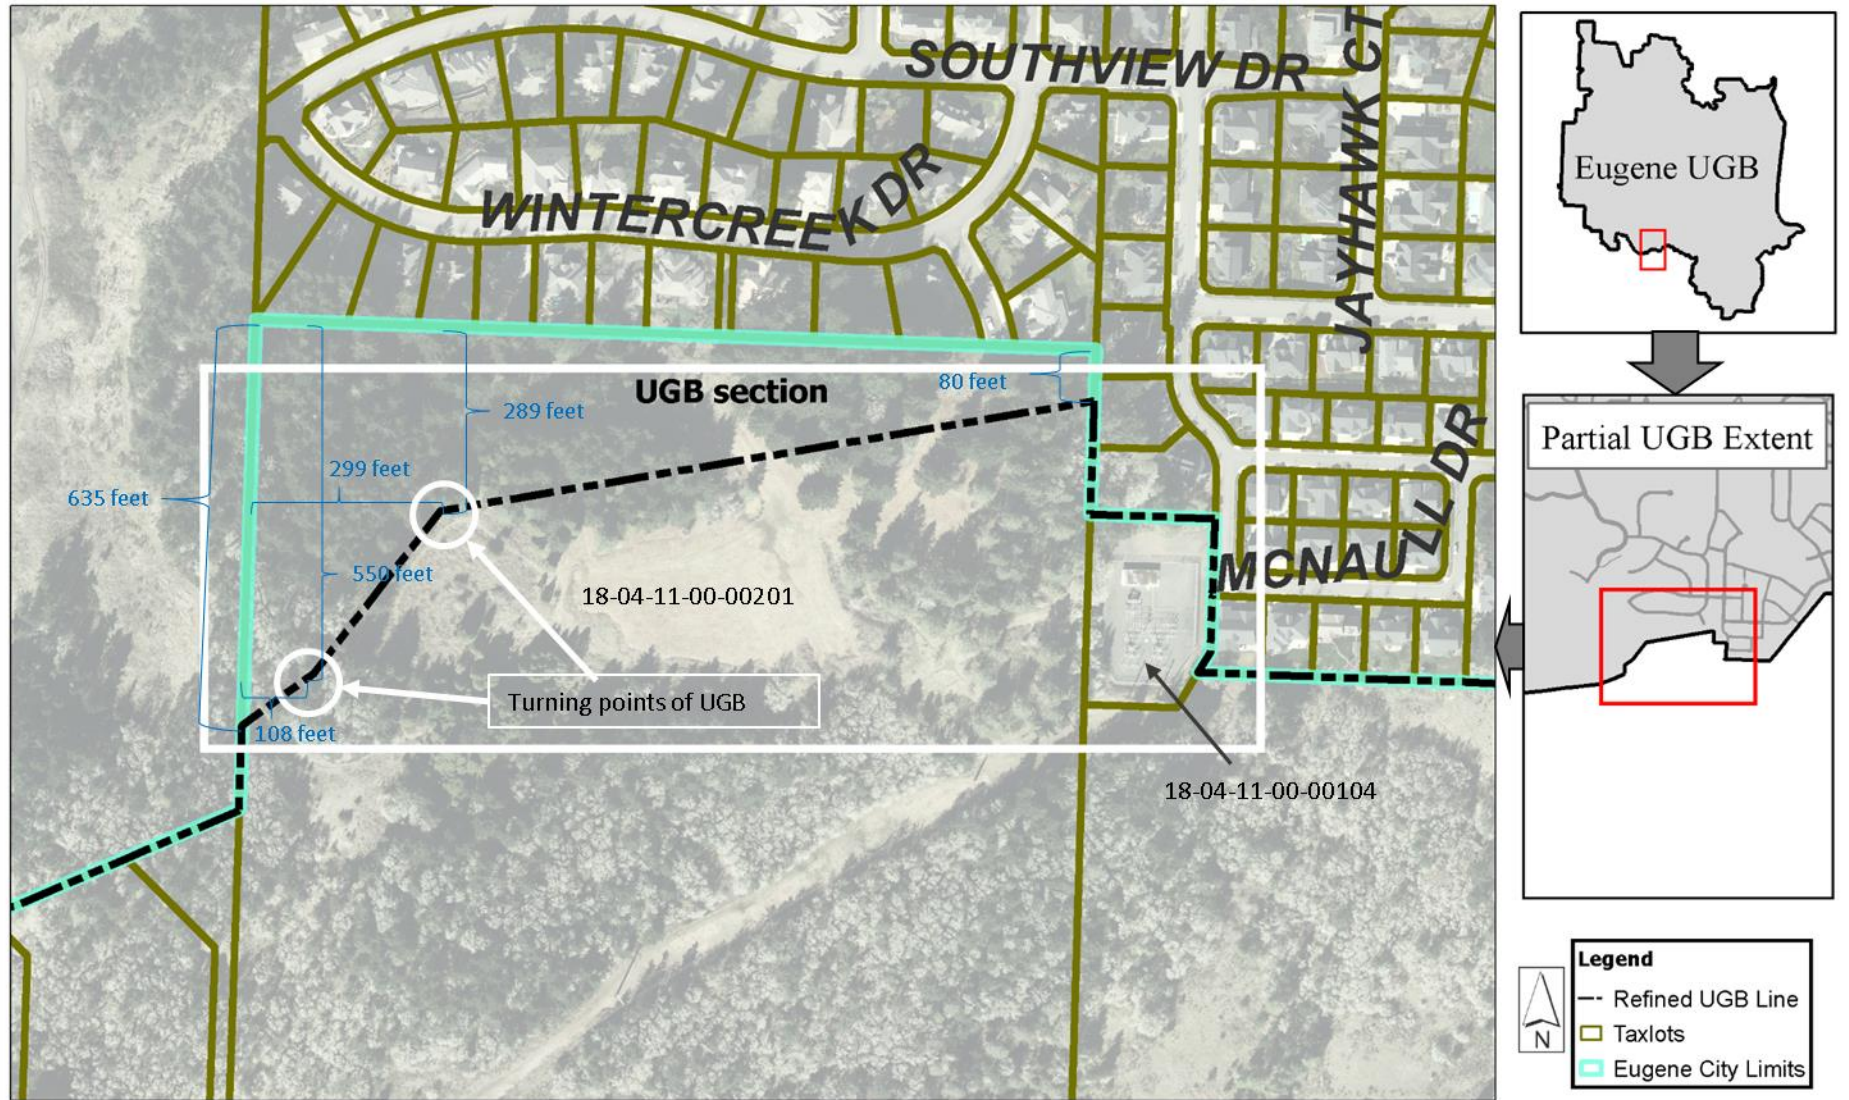 SOUTHVIEW DR
JAYHAWK CT
WINTERCREEK DR
UGB section
80 feet
289 feet
299 feet
635 feet
550 feet
18-04-11-00-00201
MCNAULL DR
Turning points of UGB
108 feet
18-04-11-00-00104
Eugene UGB
Partial UGB Extent
N
Legend
Refined UGB Line
Taxlots
Eugene City Limits